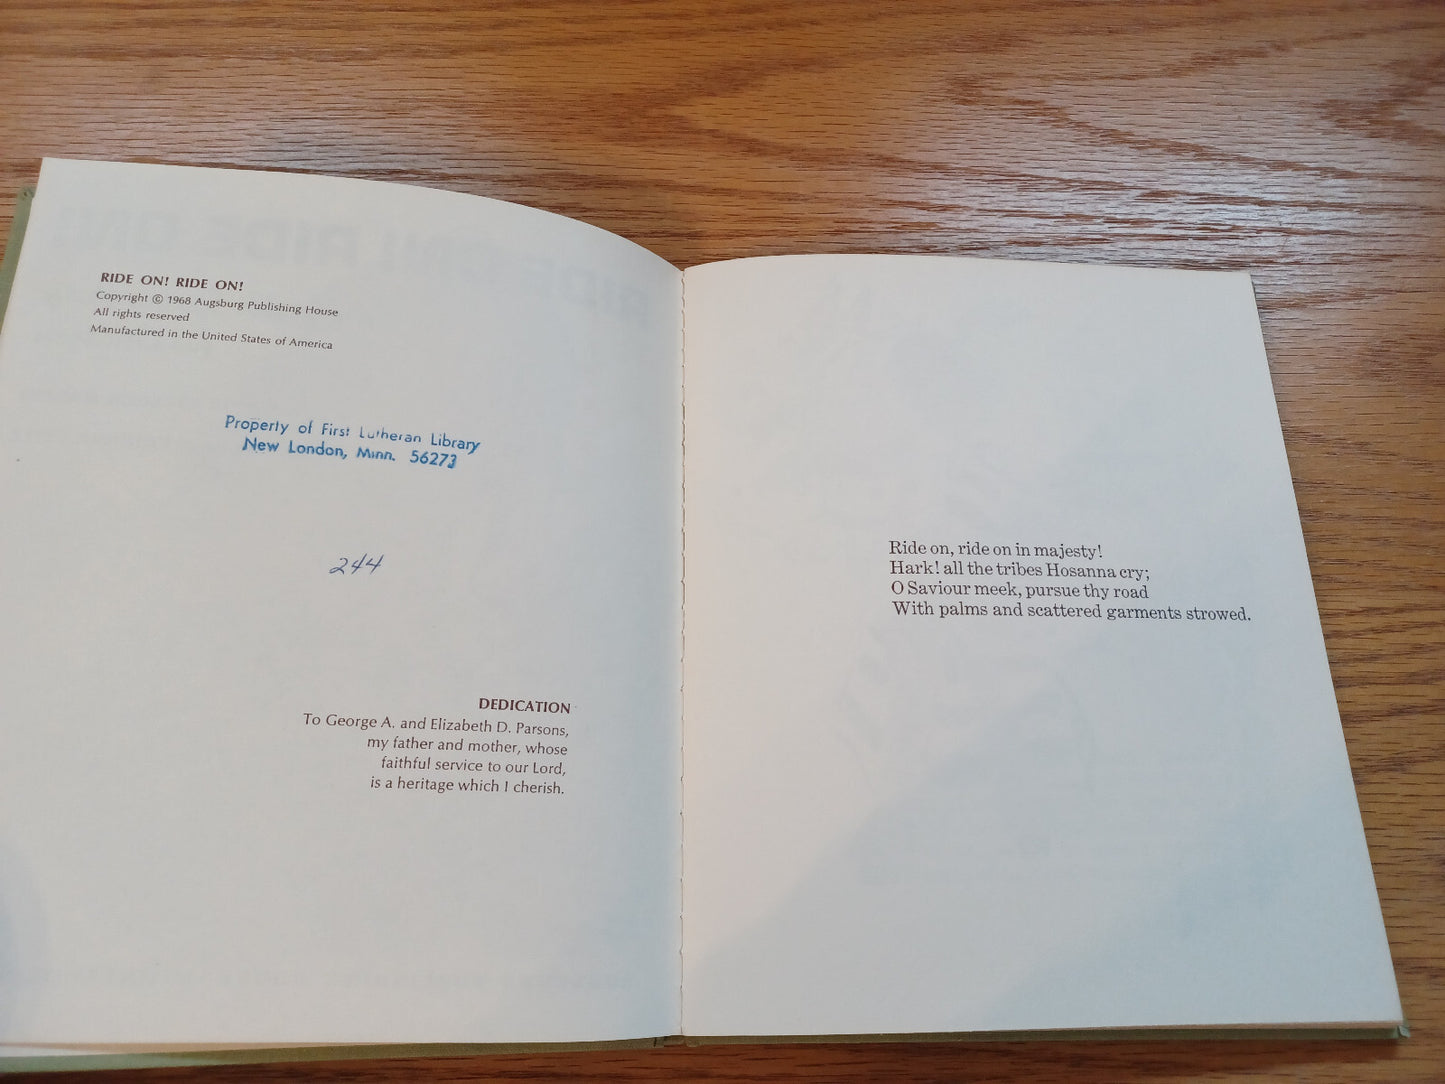 RIDE ON! RIDE ON!
Copyright © 1968 Augsburg Publishing House
All rights reserved
Manufactured in the United States of America
Property of First Lutheran Library
New London, Minn. 56273
244
DEDICATION
To George A. and Elizabeth D. Parsons,
my father and mother, whose
faithful service to our Lord,
is a heritage which I cherish.
Ride on, ride on in majesty!
Hark! all the tribes Hosanna cry;
O Saviour meek, pursue thy road
With palms and scattered garments strowed.